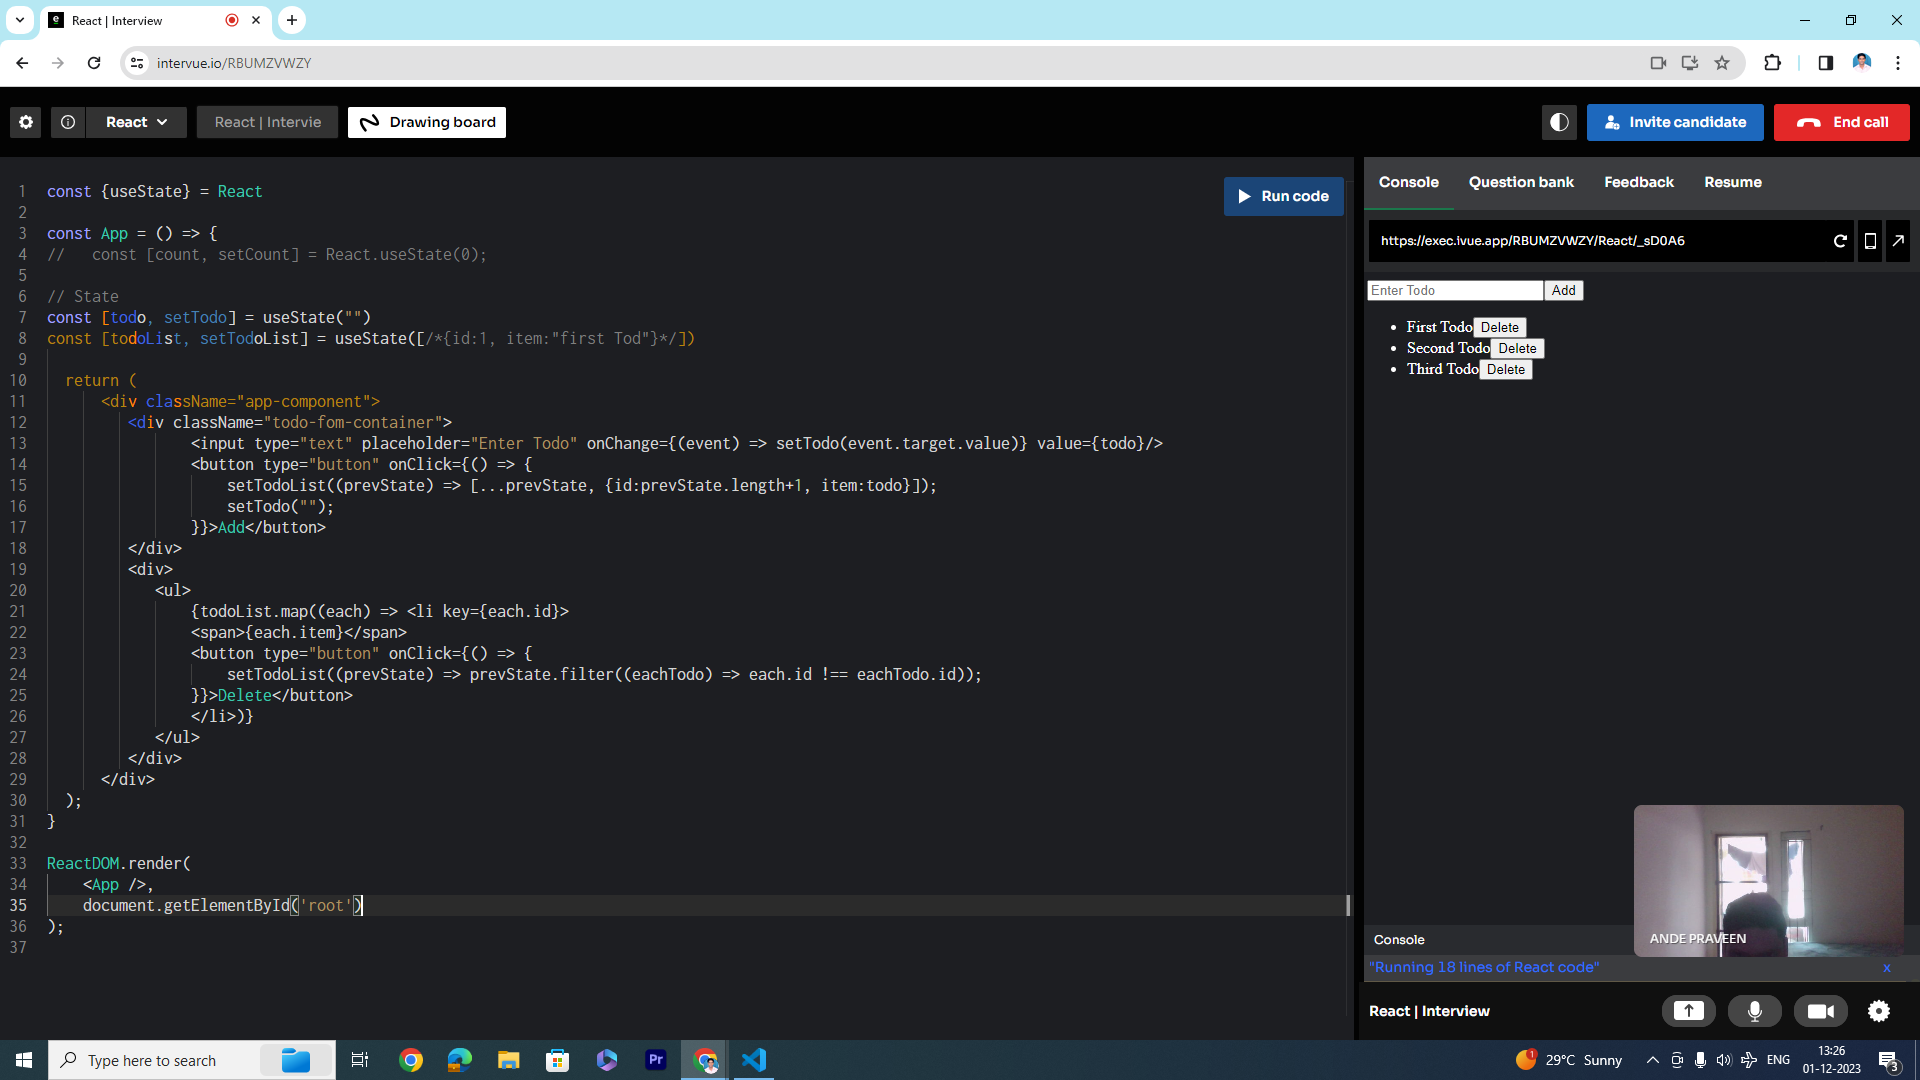 React | Interview
intervue.io/RBUMZVWZY
React
React | Intervie
Drawing board
Invite candidate
End call
Run code
1 const {useState} = React
2
3 const App = () => {
4 //   const [count, setCount] = React.useState(0);
5
6 // State
7 const [todo, setTodo] = useState("")
8 const [todoList, setTodoList] = useState([/*{id:1, item:"first Tod"}*/])
9
10 return (
11 <div className="app-component">
12 <div className="todo-fom-container">
13 <input type="text" placeholder="Enter Todo" onChange={(event) => setTodo(event.target.value)} value={todo}/>
14 <button type="button" onClick={() => {
15 setTodoList((prevState) => [...prevState, {id:prevState.length+1, item:todo}]);
16 setTodo("");
17 }}>Add</button>
18 </div>
19 <div>
20 <ul>
21 {todoList.map((each) => <li key={each.id}>
22 <span>{each.item}</span>
23 <button type="button" onClick={() => {
24 setTodoList((prevState) => prevState.filter((eachTodo) => each.id !== eachTodo.id));
25 }}>Delete</button>
26 </li>)}
27 </ul>
28 </div>
29 </div>
30 );
31 }
32
33 ReactDOM.render(
34 <App />,
35 document.getElementById('root')
36 );
37
Console
Question bank
Feedback
Resume
https://exec.ivue.app/RBUMZVWZY/React/_sD0A6
Enter Todo
Add
First Todo Delete
Second Todo Delete
Third Todo Delete
ANDE PRAVEEN
Console
"Running 18 lines of React code"
x
React | Interview
Type here to search
Pr
1
29°C Sunny
ENG
13:26
01-12-2023
3